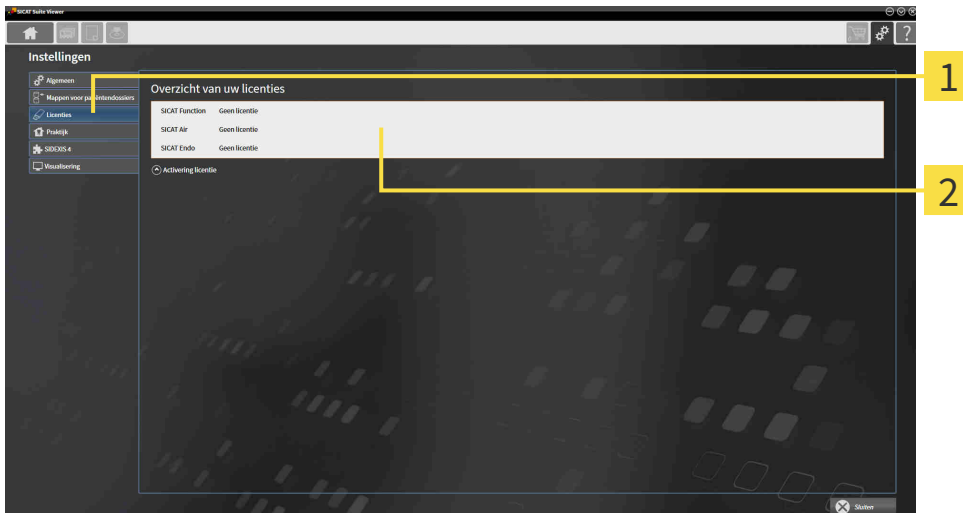 SICAT Suite Viewer
?
Instellingen
Algemeen
Mappen voor patiëntendossiers
Licenties
Praktijk
SIDEXIS 4
Visualisering
Overzicht van uw licenties
SICAT Function Geen licentie
SICAT Air Geen licentie
SICAT Endo Geen licentie
Activering licentie
Sluiten
1
2